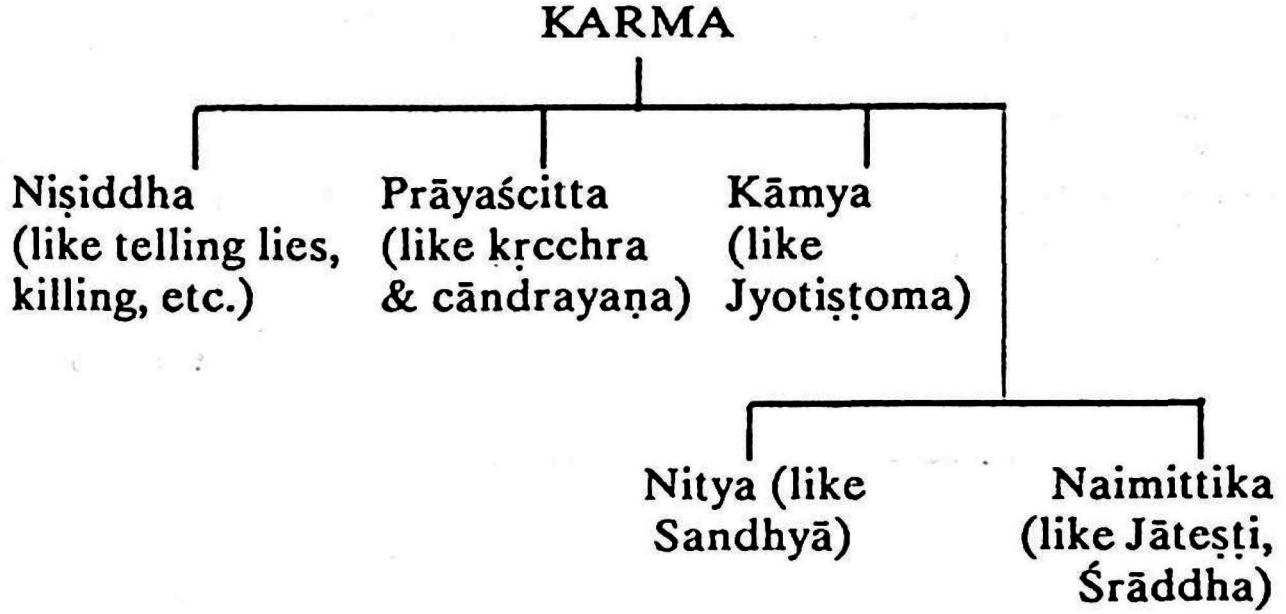 KARMA
Niṣiddha
(like telling lies,
killing, etc.)
Prāyaścitta
(like kṛcchra
& cāndrayaṇa)
Kāmya
(like
Jyotiṣṭoma)
Nitya (like
Sandhyā)
Naimittika
(like Jāteṣṭi,
Śrāddha)